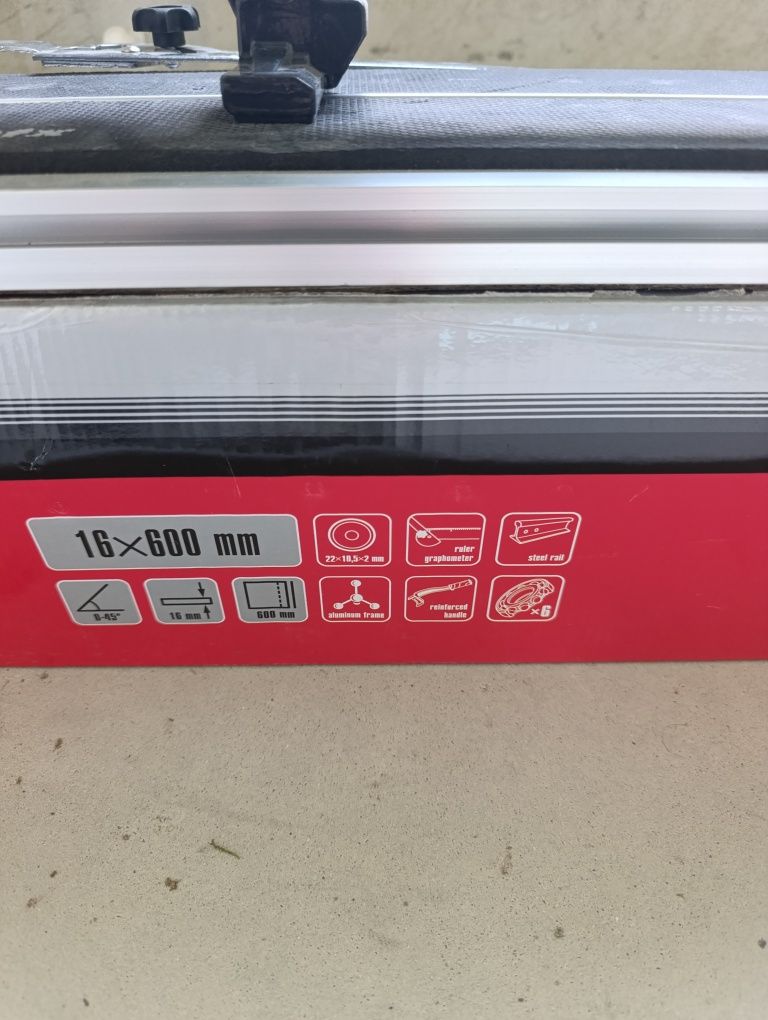 16×600 mm
22×10,5×2 mm
ruler
graphometer
steel rail
0-45°
16 mm
600 mm
aluminum frame
reinforced
handle
×6